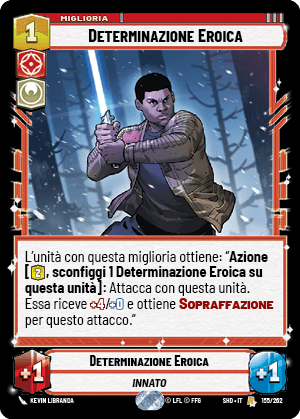 MIGLIORIA
1
DETERMINAZIONE EROICA
L'unità con questa miglioria ottiene: "Azione
[2, sconfiggi 1 Determinazione Eroica su
questa unità]: Attacca con questa unità.
Essa riceve +4/+0 e ottiene SOPRAFFAZIONE
per questo attacco."
+1
DETERMINAZIONE EROICA
+1
INNATO
KEVIN LIBRANDA
© LFL © FFG
SHD • IT
155/262